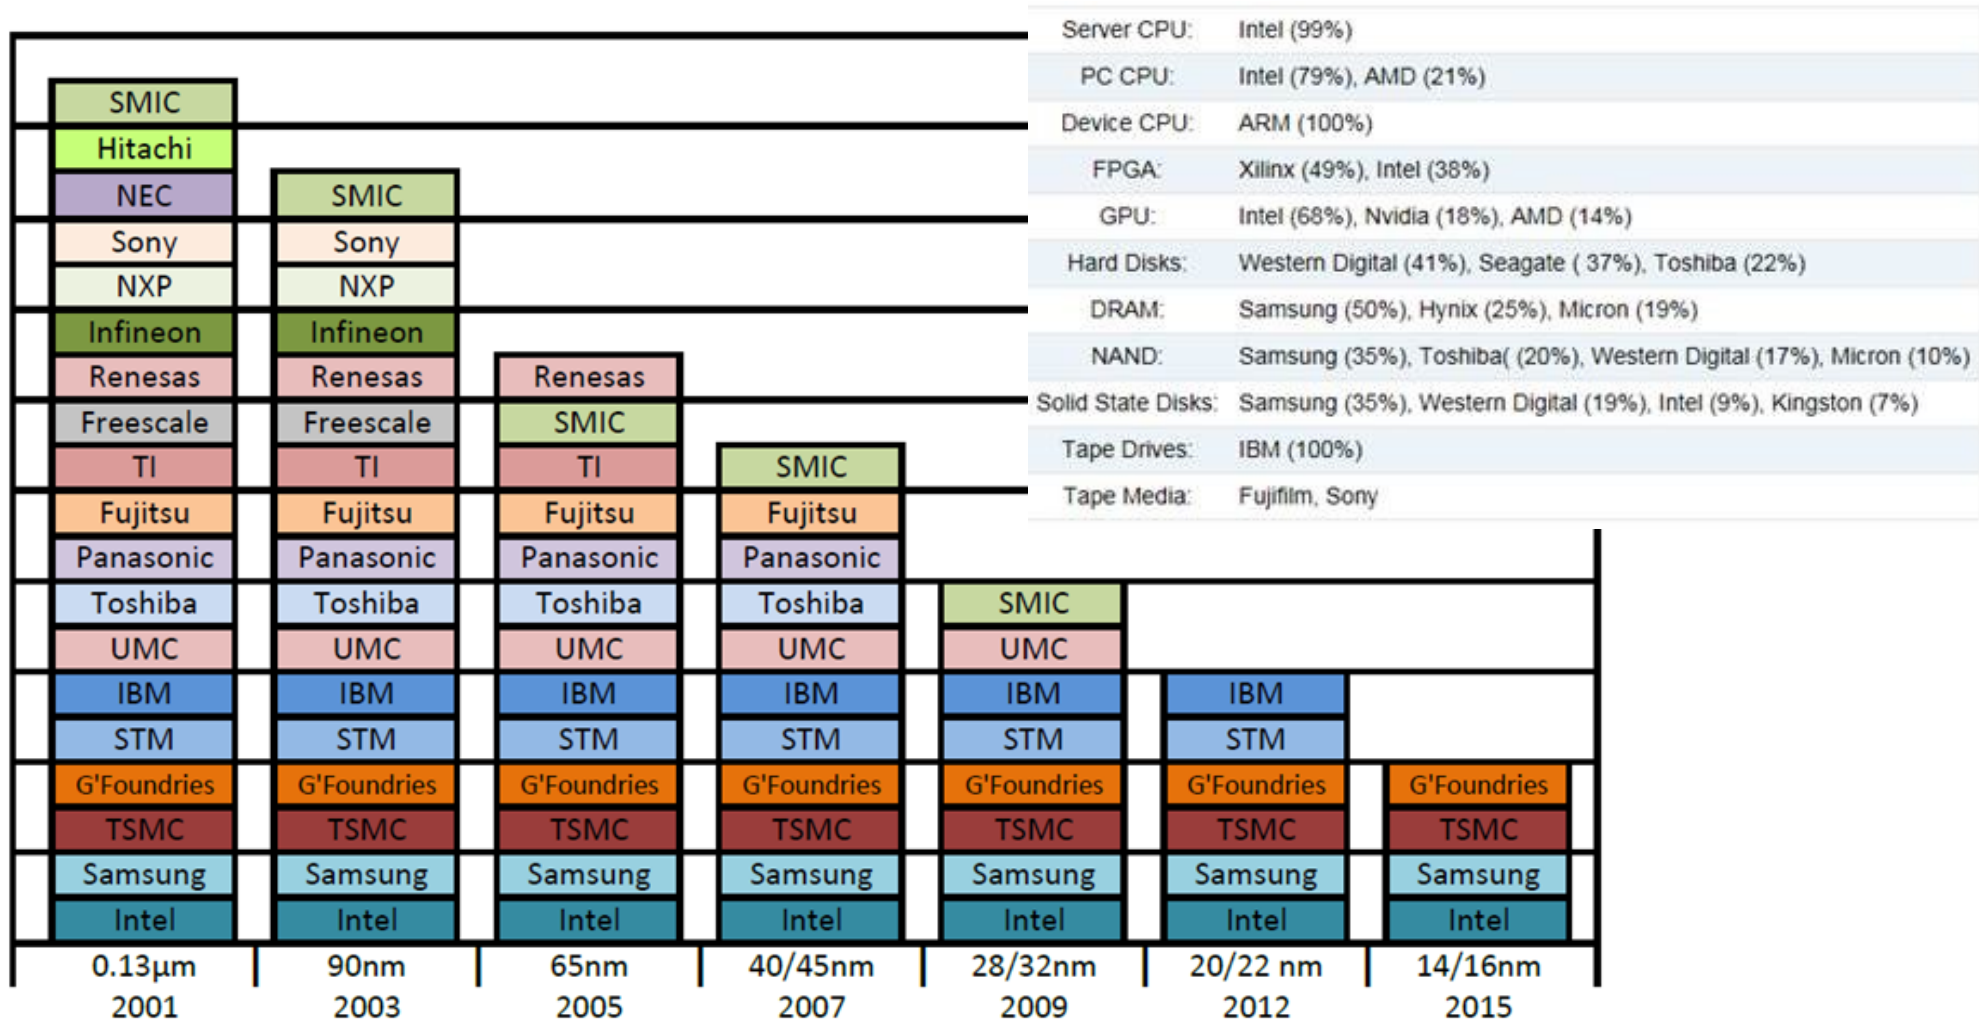 Server CPU: Intel (99%)
PC CPU: Intel (79%), AMD (21%)
Device CPU: ARM (100%)
FPGA: Xilinx (49%), Intel (38%)
GPU: Intel (68%), Nvidia (18%), AMD (14%)
Hard Disks: Western Digital (41%), Seagate ( 37%), Toshiba (22%)
DRAM: Samsung (50%), Hynix (25%), Micron (19%)
NAND: Samsung (35%), Toshiba( (20%), Western Digital (17%), Micron (10%)
Solid State Disks: Samsung (35%), Western Digital (19%), Intel (9%), Kingston (7%)
Tape Drives: IBM (100%)
Tape Media: Fujifilm, Sony
SMIC
Hitachi
NEC SMIC
Sony Sony
NXP NXP
Infineon Infineon
Renesas Renesas Renesas
Freescale Freescale SMIC
TI TI TI SMIC
Fujitsu Fujitsu Fujitsu Fujitsu
Panasonic Panasonic Panasonic Panasonic
Toshiba Toshiba Toshiba Toshiba SMIC
UMC UMC UMC UMC UMC
IBM IBM IBM IBM IBM IBM
STM STM STM STM STM STM
G'Foundries G'Foundries G'Foundries G'Foundries G'Foundries G'Foundries G'Foundries
TSMC TSMC TSMC TSMC TSMC TSMC TSMC
Samsung Samsung Samsung Samsung Samsung Samsung Samsung
Intel Intel Intel Intel Intel Intel Intel
0.13µm 90nm 65nm 40/45nm 28/32nm 20/22 nm 14/16nm
2001 2003 2005 2007 2009 2012 2015